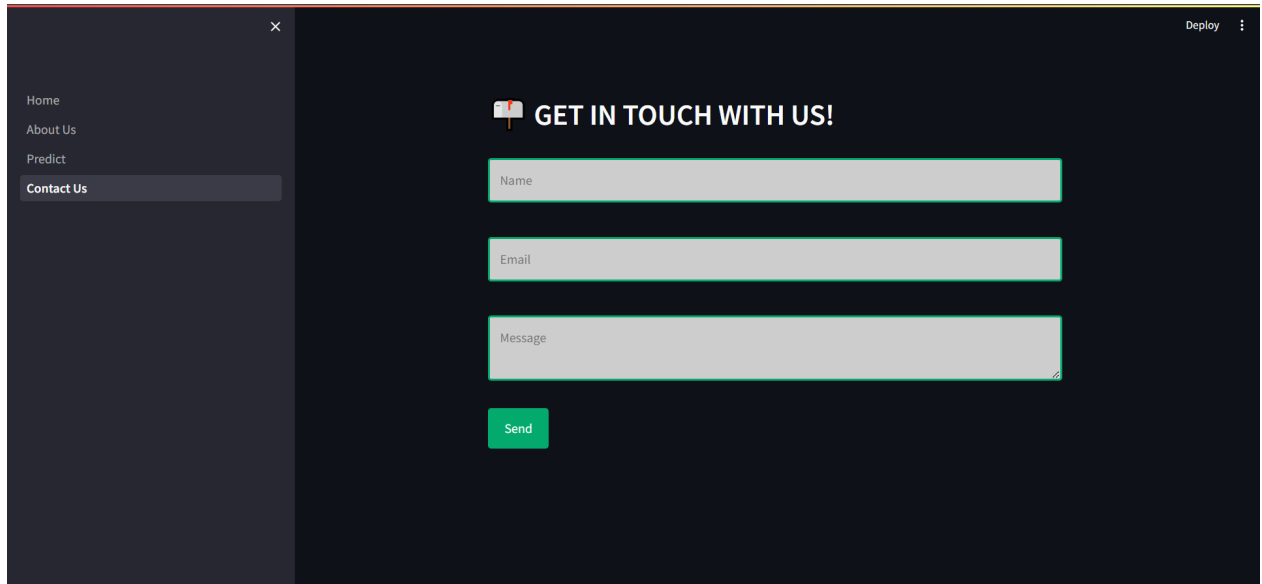 Deploy
Home
About Us
Predict
Contact Us
GET IN TOUCH WITH US!
Name
Email
Message
Send